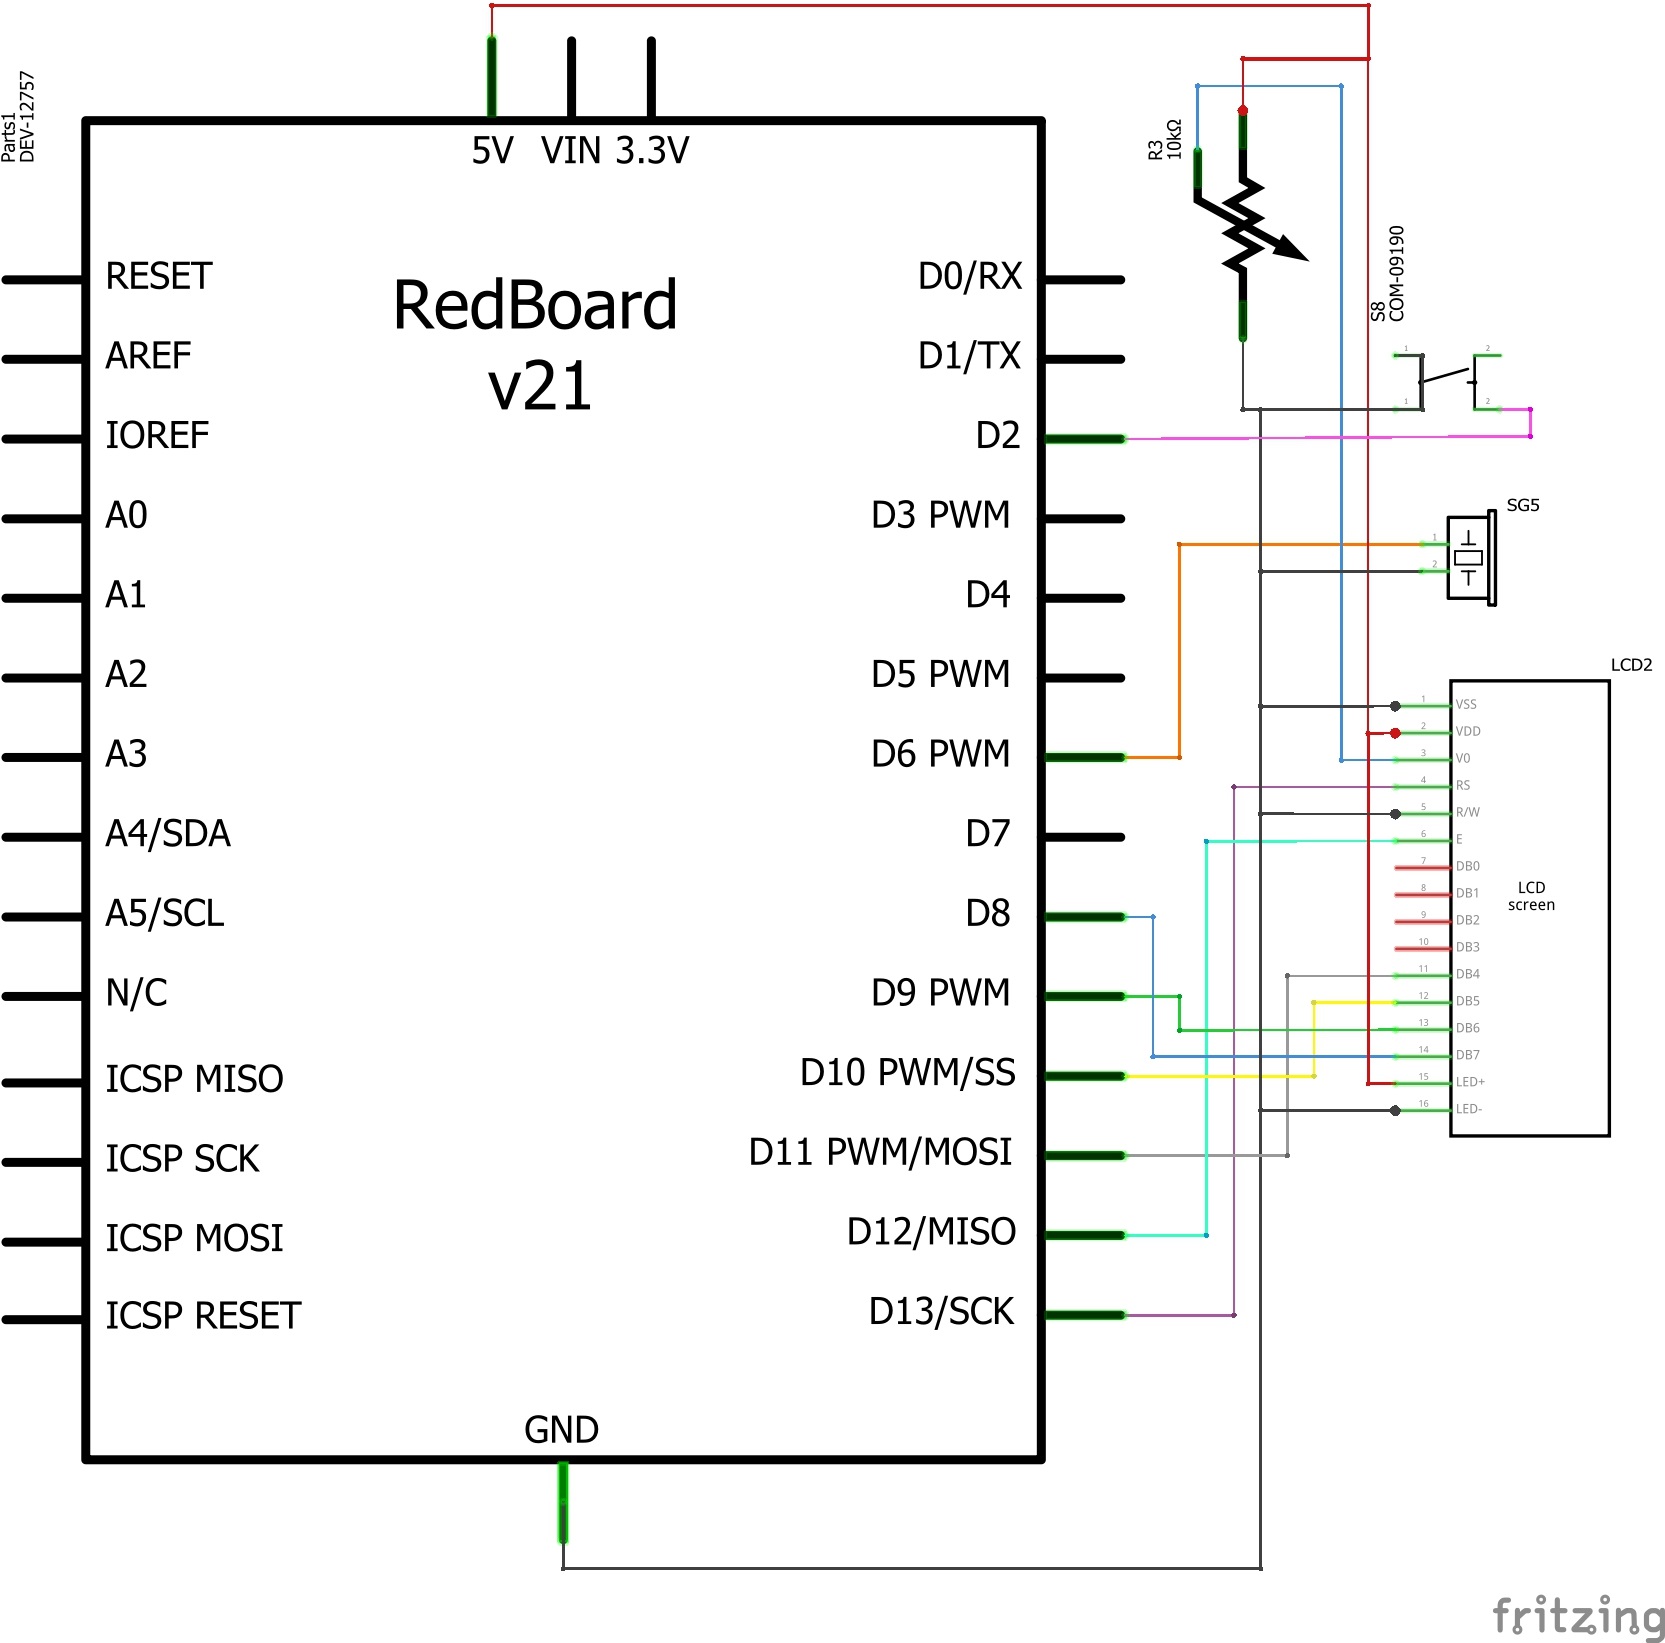 Parts1
DEV-12757
5V VIN 3.3V
RedBoard
v21
RESET
AREF
IOREF
A0
A1
A2
A3
A4/SDA
A5/SCL
N/C
ICSP MISO
ICSP SCK
ICSP MOSI
ICSP RESET
D0/RX
D1/TX
D2
D3 PWM
D4
D5 PWM
D6 PWM
D7
D8
D9 PWM
D10 PWM/SS
D11 PWM/MOSI
D12/MISO
D13/SCK
GND
R3
10kΩ
S8
COM-09190
1 2
1 2
SG5
1
2
LCD2
LCD
screen
1 VSS
2 VDD
3 V0
4 RS
5 R/W
6 E
7 DB0
8 DB1
9 DB2
10 DB3
11 DB4
12 DB5
13 DB6
14 DB7
15 LED+
16 LED-
fritzing